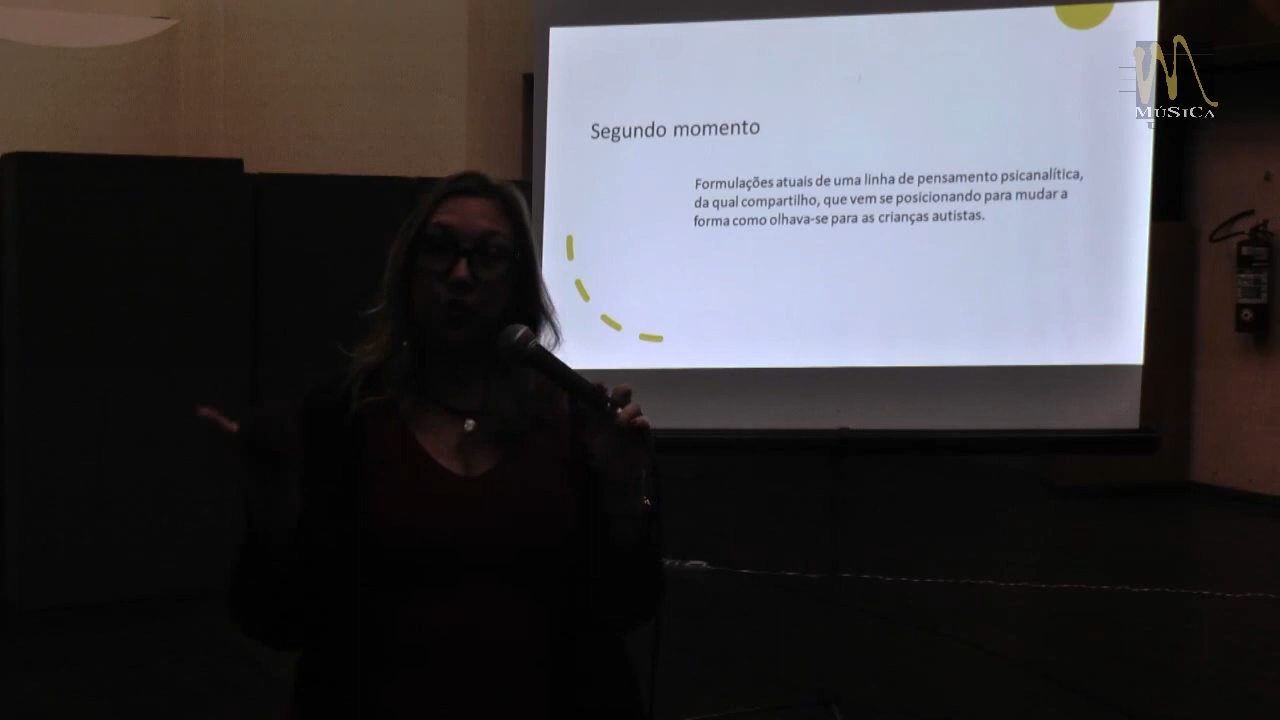 MÚSICA
Segundo momento
Formulações atuais de uma linha de pensamento psicanalítica,
da qual compartilho, que vem se posicionando para mudar a
forma como olhava-se para as crianças autistas.